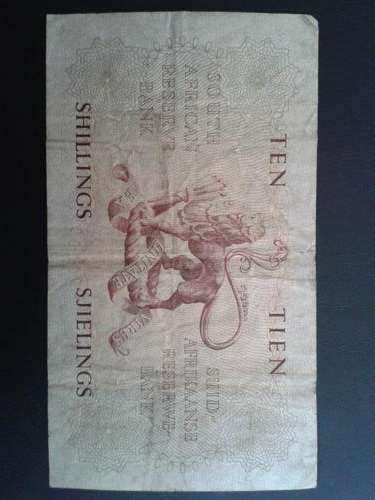 TEN
TIEN
SOUTH
AFRICAN
RESERVE
BANK
SUID-
AFRIKAANSE
RESERWE-
BANK
SHILLINGS
SJIELINGS